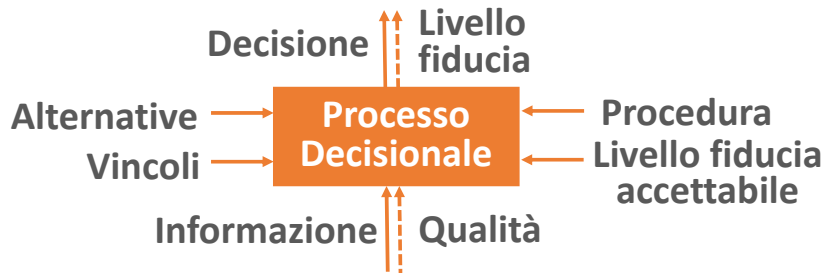 Decisione
Livello
fiducia
Alternative
Vincoli
Processo
Decisionale
Procedura
Livello fiducia
accettabile
Informazione
Qualità